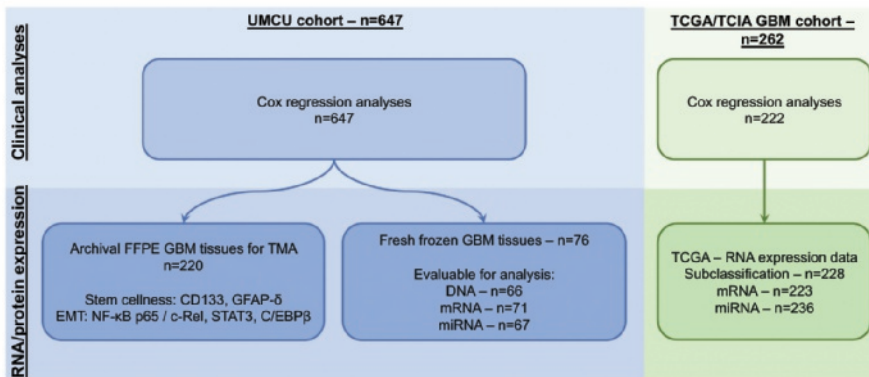 UMCU cohort – n=647
TCGA/TCIA GBM cohort –
n=262
Clinical analyses
Cox regression analyses
n=647
Cox regression analyses
n=222
RNA/protein expression
Archival FFPE GBM tissues for TMA
n=220
Stem cellness: CD133, GFAP-δ
EMT: NF-κB p65 / c-Rel, STAT3, C/EBPβ
Fresh frozen GBM tissues – n=76
Evaluable for analysis:
DNA – n=66
mRNA – n=71
miRNA – n=67
TCGA – RNA expression data
Subclassification – n=228
mRNA – n=223
miRNA – n=236